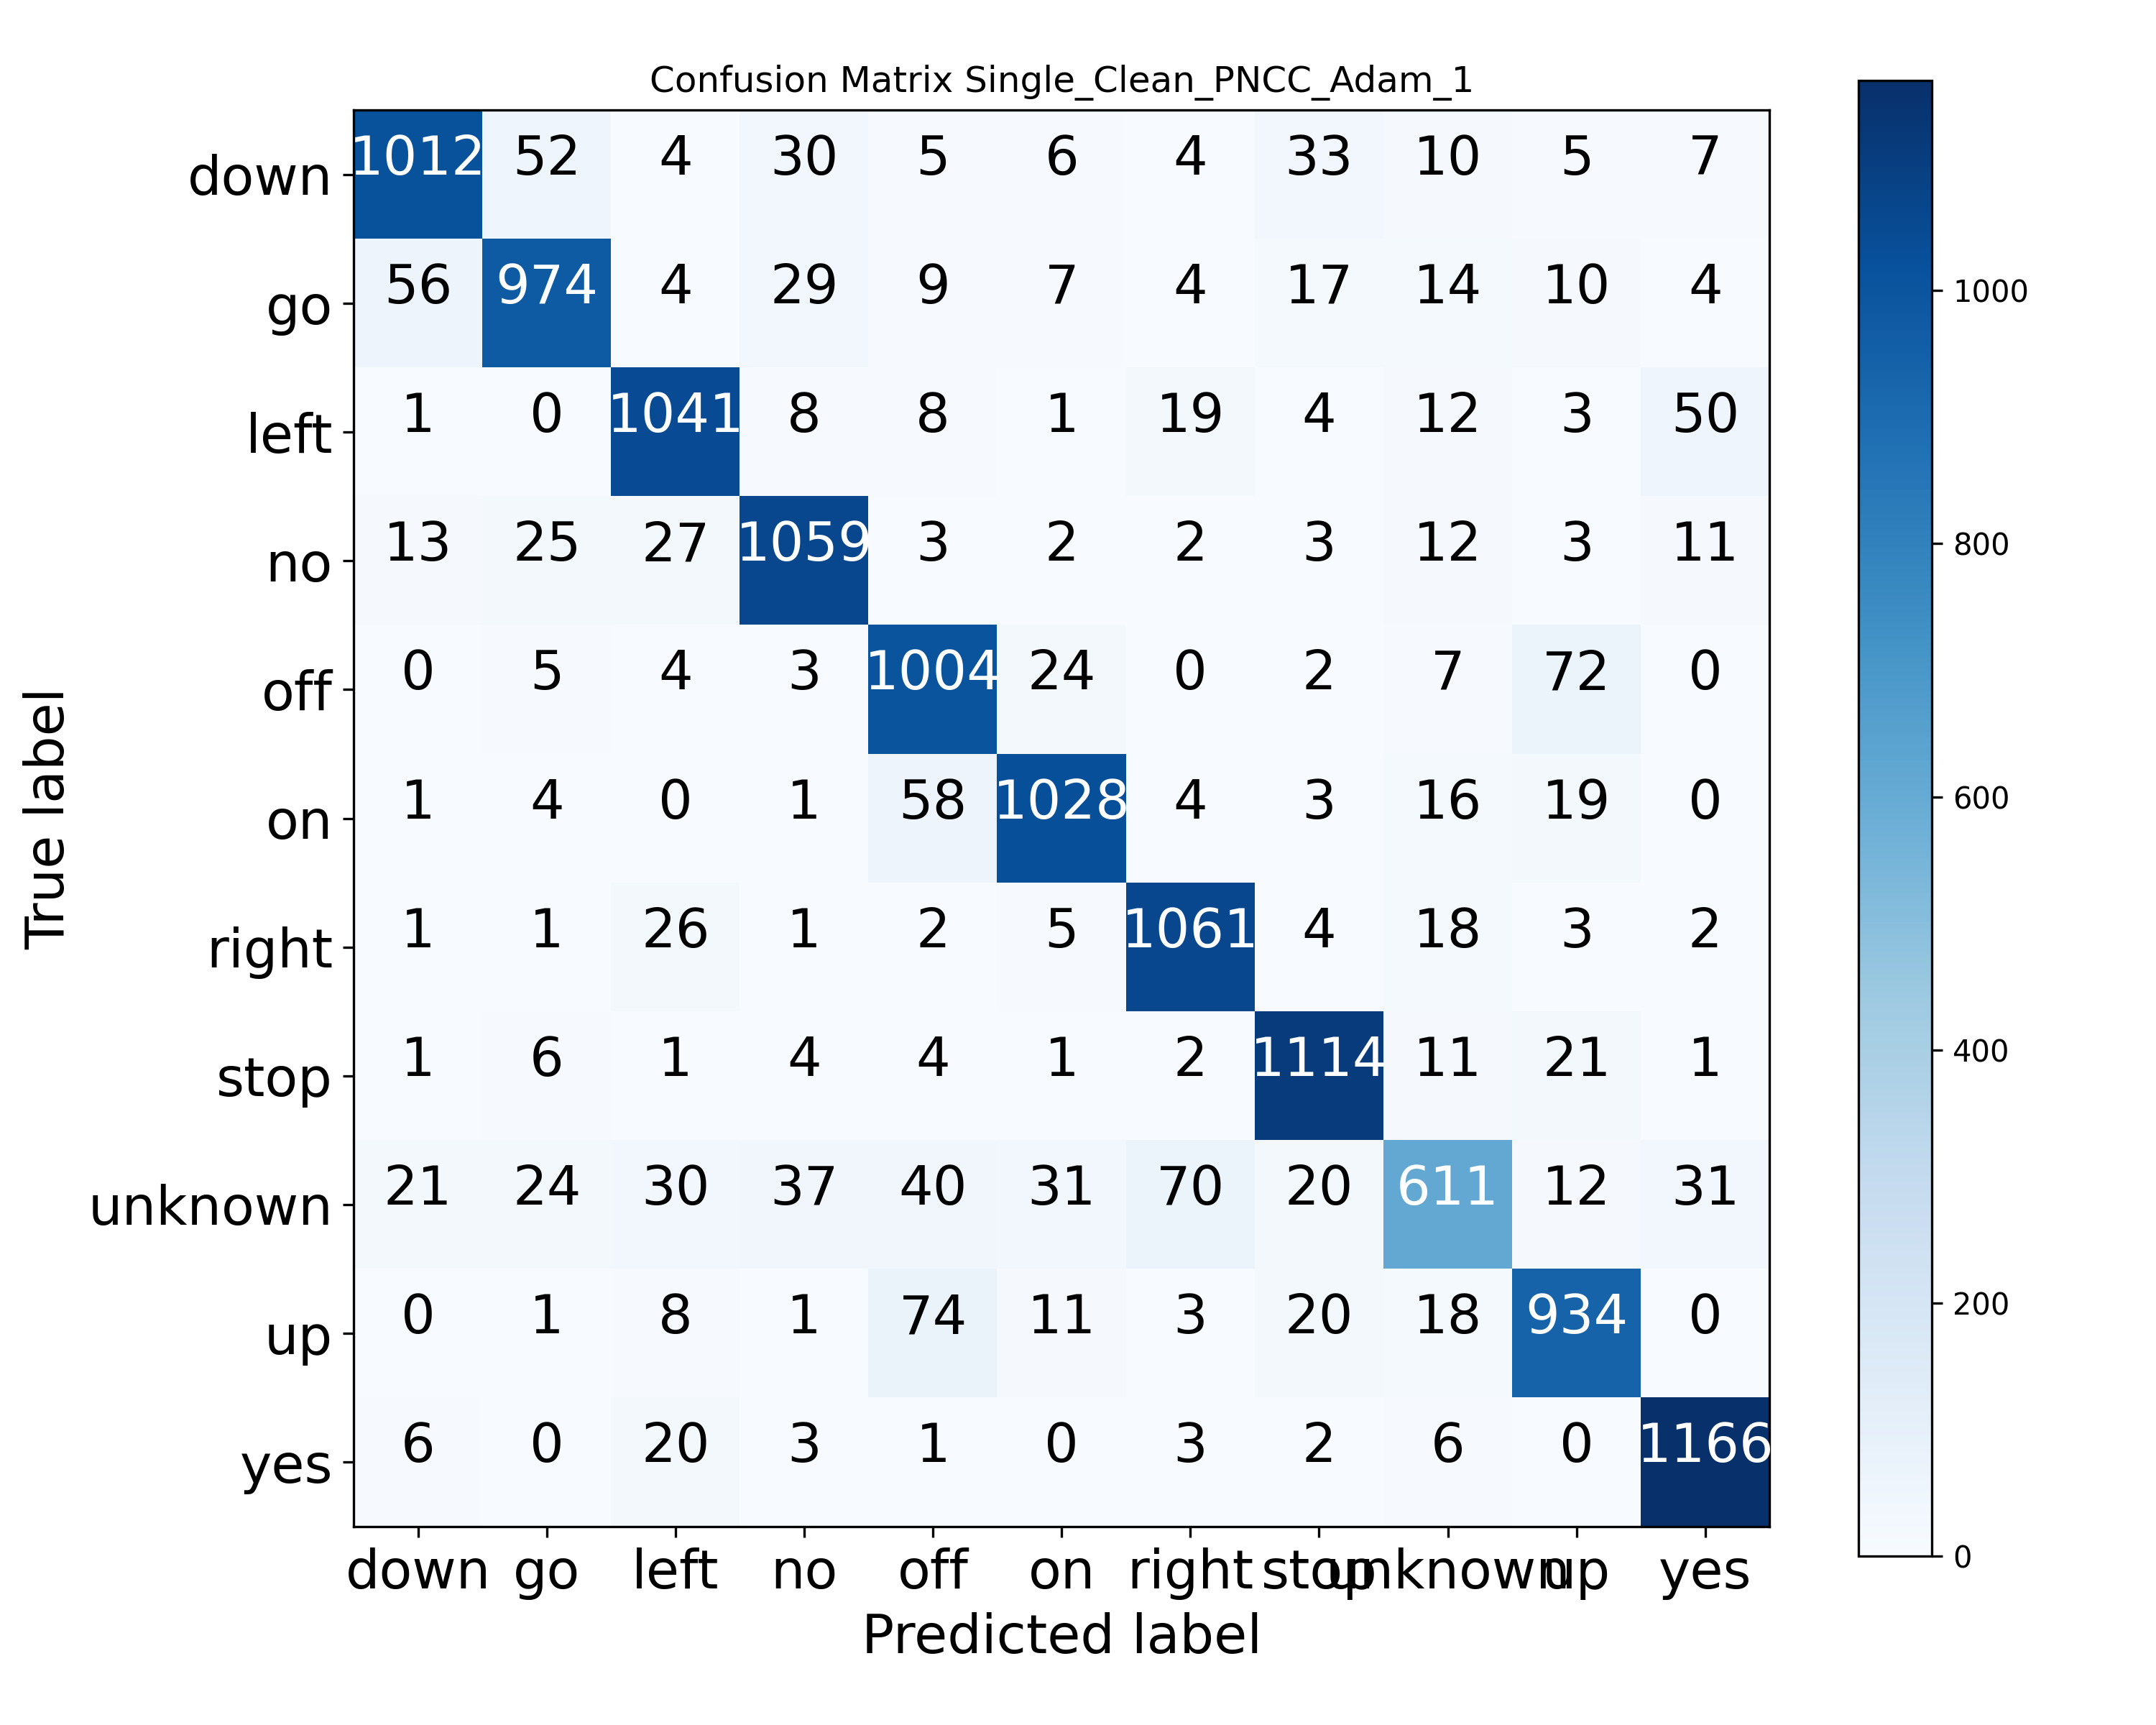 Confusion Matrix Single_Clean_PNCC_Adam_1
down 1012 52 4 30 5 6 4 33 10 5 7
go 56 974 4 29 9 7 4 17 14 10 4
left 1 0 1041 8 8 1 19 4 12 3 50
no 13 25 27 1059 3 2 2 3 12 3 11
off 0 5 4 3 1004 24 0 2 7 72 0
on 1 4 0 1 58 1028 4 3 16 19 0
right 1 1 26 1 2 5 1061 4 18 3 2
stop 1 6 1 4 4 1 2 1114 11 21 1
unknown 21 24 30 37 40 31 70 20 611 12 31
up 0 1 8 1 74 11 3 20 18 934 0
yes 6 0 20 3 1 0 3 2 6 0 1166
down go left no off on right stop unknown up yes
Predicted label
True label
1000
800
600
400
200
0